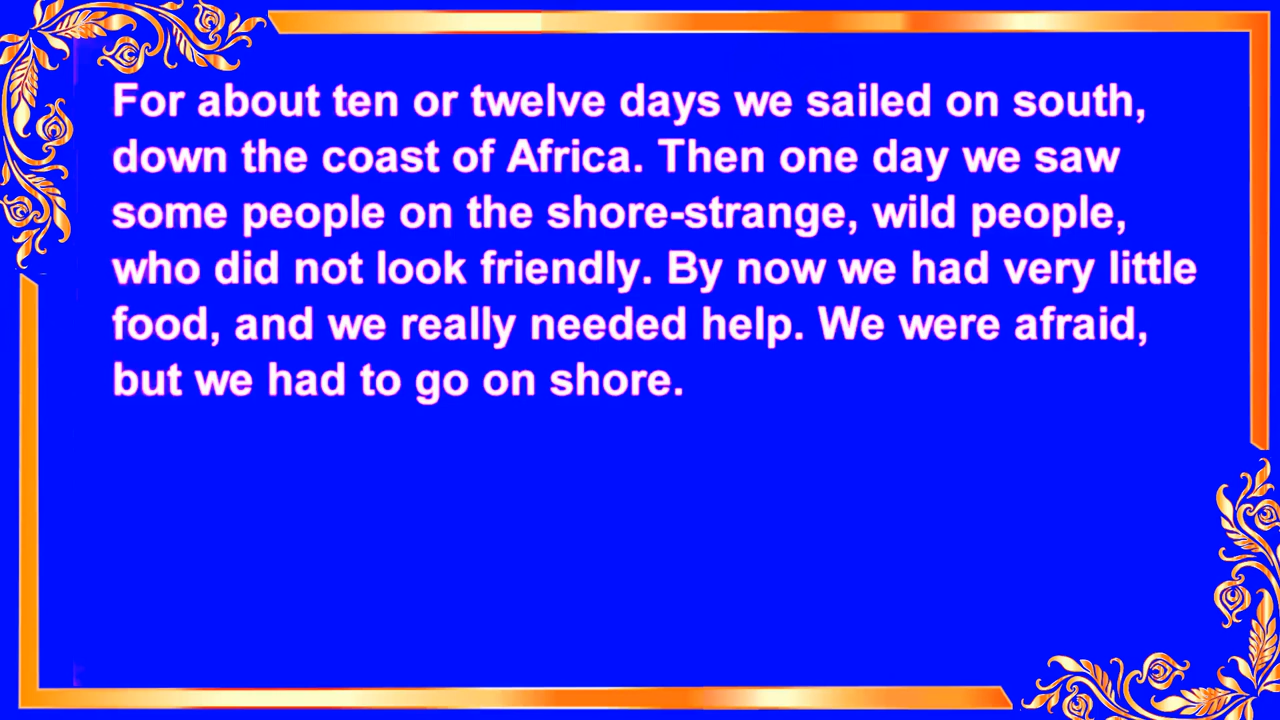 For about ten or twelve days we sailed on south,
down the coast of Africa. Then one day we saw
some people on the shore-strange, wild people,
who did not look friendly. By now we had very little
food, and we really needed help. We were afraid,
but we had to go on shore.